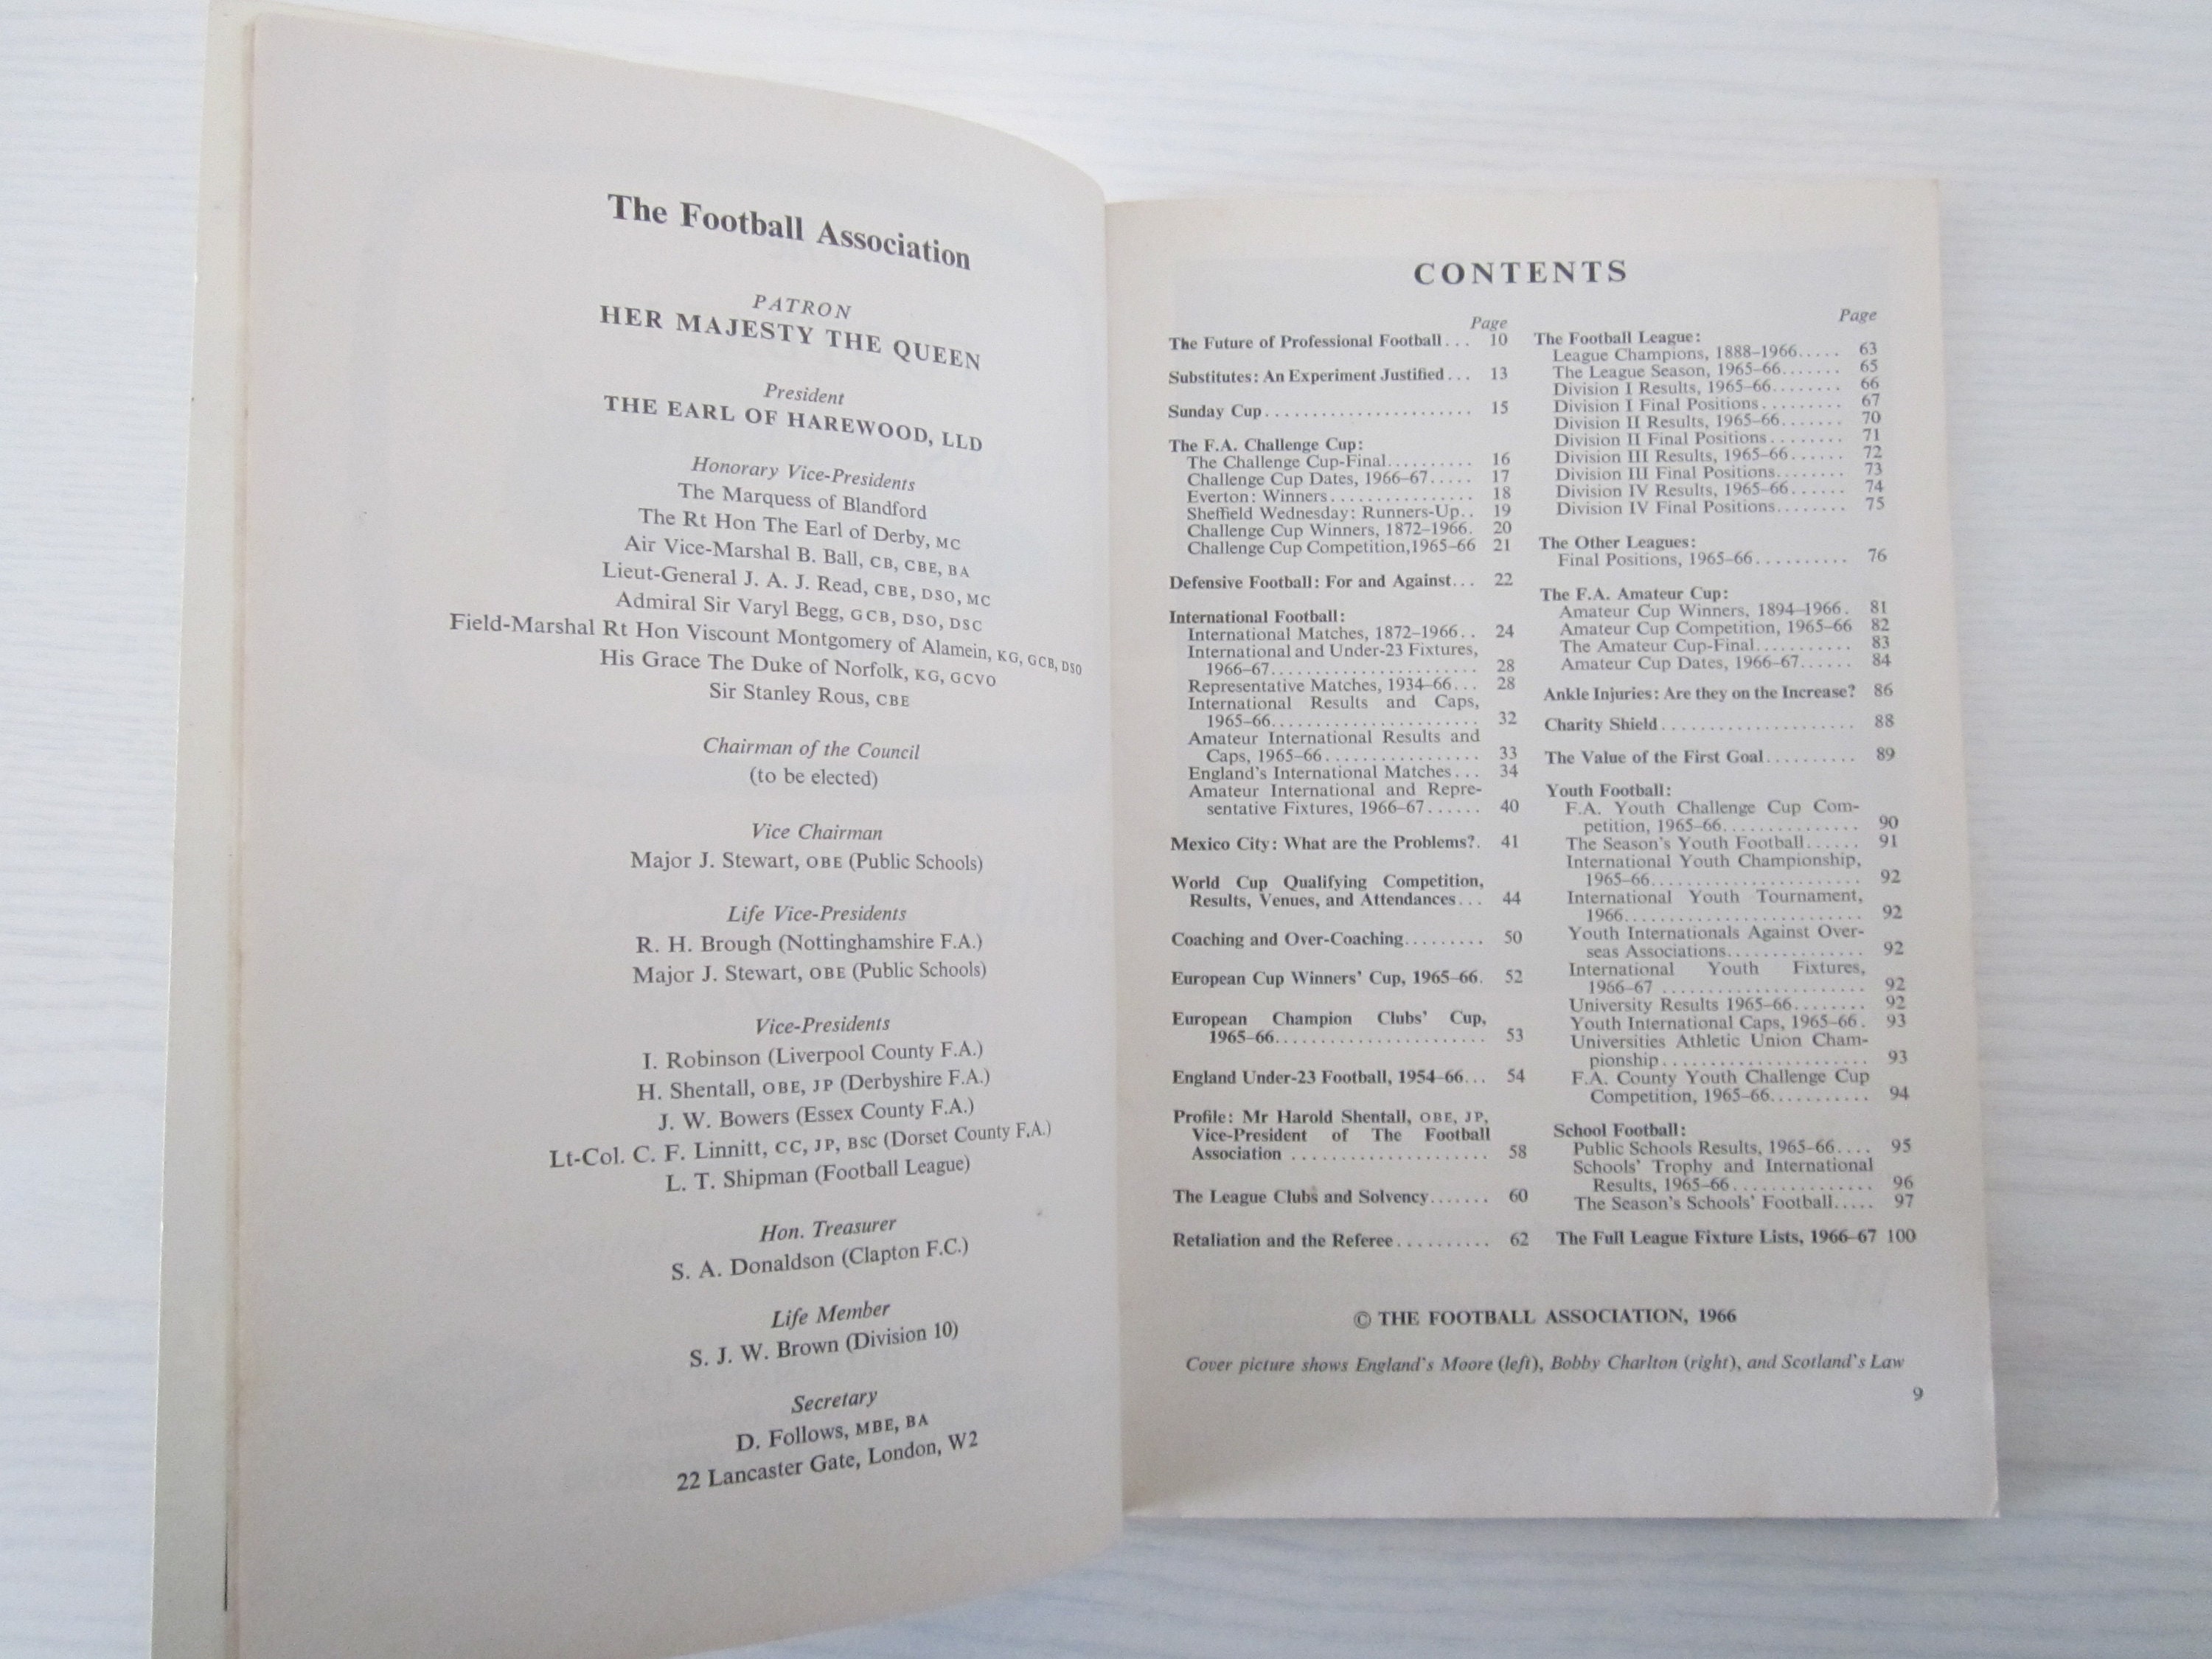 The Football Association
PATRON
HER MAJESTY THE QUEEN
President
THE EARL OF HAREWOOD, LLD
Honorary Vice-Presidents
The Marquess of Blandford
The Rt Hon The Earl of Derby, MC
Air Vice-Marshal B. Ball, CB, CBE, BA
Lieut-General J. A. J. Read, CBE, DSO, MC
Admiral Sir Varyl Begg, GCB, DSO, DSC
Field-Marshal Rt Hon Viscount Montgomery of Alamein, KG, GCB, DSO
His Grace The Duke of Norfolk, KG, GCVO
Sir Stanley Rous, CBE
Chairman of the Council
(to be elected)
Vice Chairman
Major J. Stewart, OBE (Public Schools)
Life Vice-Presidents
R. H. Brough (Nottinghamshire F.A.)
Major J. Stewart, OBE (Public Schools)
Vice-Presidents
I. Robinson (Liverpool County F.A.)
H. Shentall, OBE, JP (Derbyshire F.A.)
J. W. Bowers (Essex County F.A.)
Lt-Col. C. F. Linnitt, CC, JP, BSC (Dorset County F.A.)
L. T. Shipman (Football League)
Hon. Treasurer
S. A. Donaldson (Clapton F.C.)
Life Member
S. J. W. Brown (Division 10)
Secretary
D. Follows, MBE, BA
22 Lancaster Gate, London, W2
CONTENTS
Page
The Future of Professional Football... 10
Substitutes: An Experiment Justified... 13
Sunday Cup...................... 15
The F.A. Challenge Cup:
The Challenge Cup-Final.......... 16
Challenge Cup Dates, 1966–67..... 17
Everton: Winners................ 18
Sheffield Wednesday: Runners-Up.. 19
Challenge Cup Winners, 1872–1966. 20
Challenge Cup Competition,1965–66 21
Defensive Football: For and Against... 22
International Football:
International Matches, 1872–1966.. 24
International and Under-23 Fixtures,
1966–67...................... 28
Representative Matches, 1934–66... 28
International Results and Caps,
1965–66...................... 32
Amateur International Results and
Caps, 1965–66................ 33
England's International Matches... 34
Amateur International and Repre-
sentative Fixtures, 1966–67...... 40
Mexico City: What are the Problems?. 41
World Cup Qualifying Competition,
Results, Venues, and Attendances... 44
Coaching and Over-Coaching......... 50
European Cup Winners' Cup, 1965–66. 52
European Champion Clubs' Cup,
1965–66...................... 53
England Under-23 Football, 1954–66... 54
Profile: Mr Harold Shentall, OBE, JP,
Vice-President of The Football
Association .................... 58
The League Clubs and Solvency....... 60
Retaliation and the Referee.......... 62
Page
The Football League:
League Champions, 1888–1966..... 63
The League Season, 1965–66....... 65
Division I Results, 1965–66........ 66
Division I Final Positions......... 67
Division II Results, 1965–66....... 70
Division II Final Positions........ 71
Division III Results, 1965–66...... 72
Division III Final Positions........ 73
Division IV Results, 1965–66...... 74
Division IV Final Positions........ 75
The Other Leagues:
Final Positions, 1965–66.......... 76
The F.A. Amateur Cup:
Amateur Cup Winners, 1894–1966. 81
Amateur Cup Competition, 1965–66 82
The Amateur Cup-Final........... 83
Amateur Cup Dates, 1966–67...... 84
Ankle Injuries: Are they on the Increase? 86
Charity Shield.................... 88
The Value of the First Goal.......... 89
Youth Football:
F.A. Youth Challenge Cup Com-
petition, 1965–66.............. 90
The Season's Youth Football...... 91
International Youth Championship,
1965–66...................... 92
International Youth Tournament,
1966......................... 92
Youth Internationals Against Over-
seas Associations.............. 92
International Youth Fixtures,
1966–67 ..................... 92
University Results 1965–66........ 92
Youth International Caps, 1965–66. 93
Universities Athletic Union Cham-
pionship..................... 93
F.A. County Youth Challenge Cup
Competition, 1965–66........... 94
School Football:
Public Schools Results, 1965–66.... 95
Schools' Trophy and International
Results, 1965–66.............. 96
The Season's Schools' Football..... 97
The Full League Fixture Lists, 1966–67 100
© THE FOOTBALL ASSOCIATION, 1966
Cover picture shows England's Moore (left), Bobby Charlton (right), and Scotland's Law
9